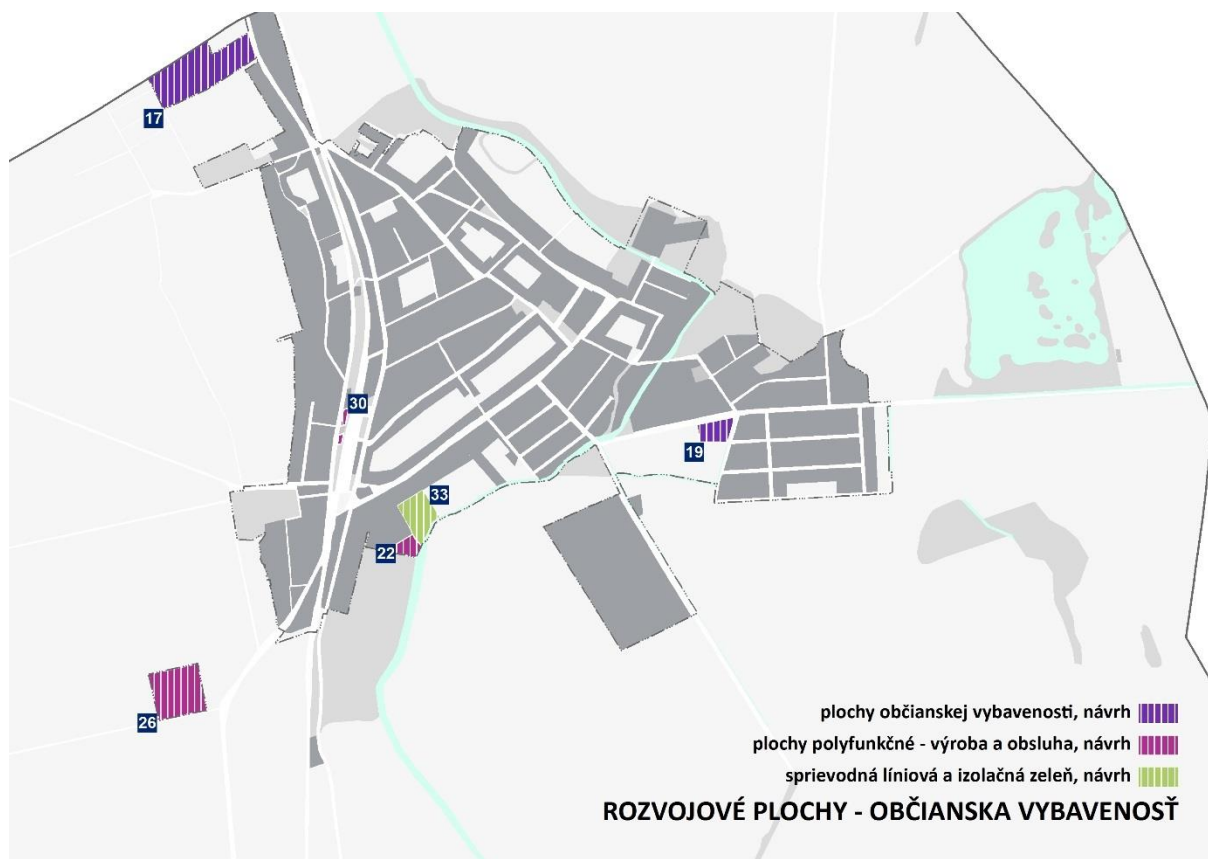 17
30
19
33
22
26
plochy občianskej vybavenosti, návrh
plochy polyfunkčné - výroba a obsluha, návrh
sprievodná líniová a izolačná zeleň, návrh
ROZVOJOVÉ PLOCHY - OBČIANSKA VYBAVENOSŤ